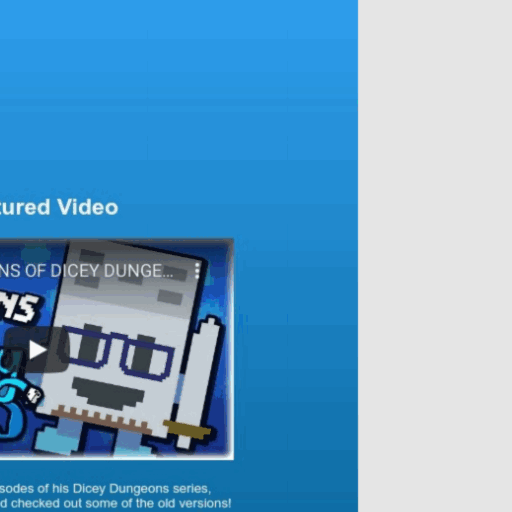 tured Video
NS OF DICEY DUNGE...
NS
sodes of his Dicey Dungeons series,
d checked out some of the old versions!